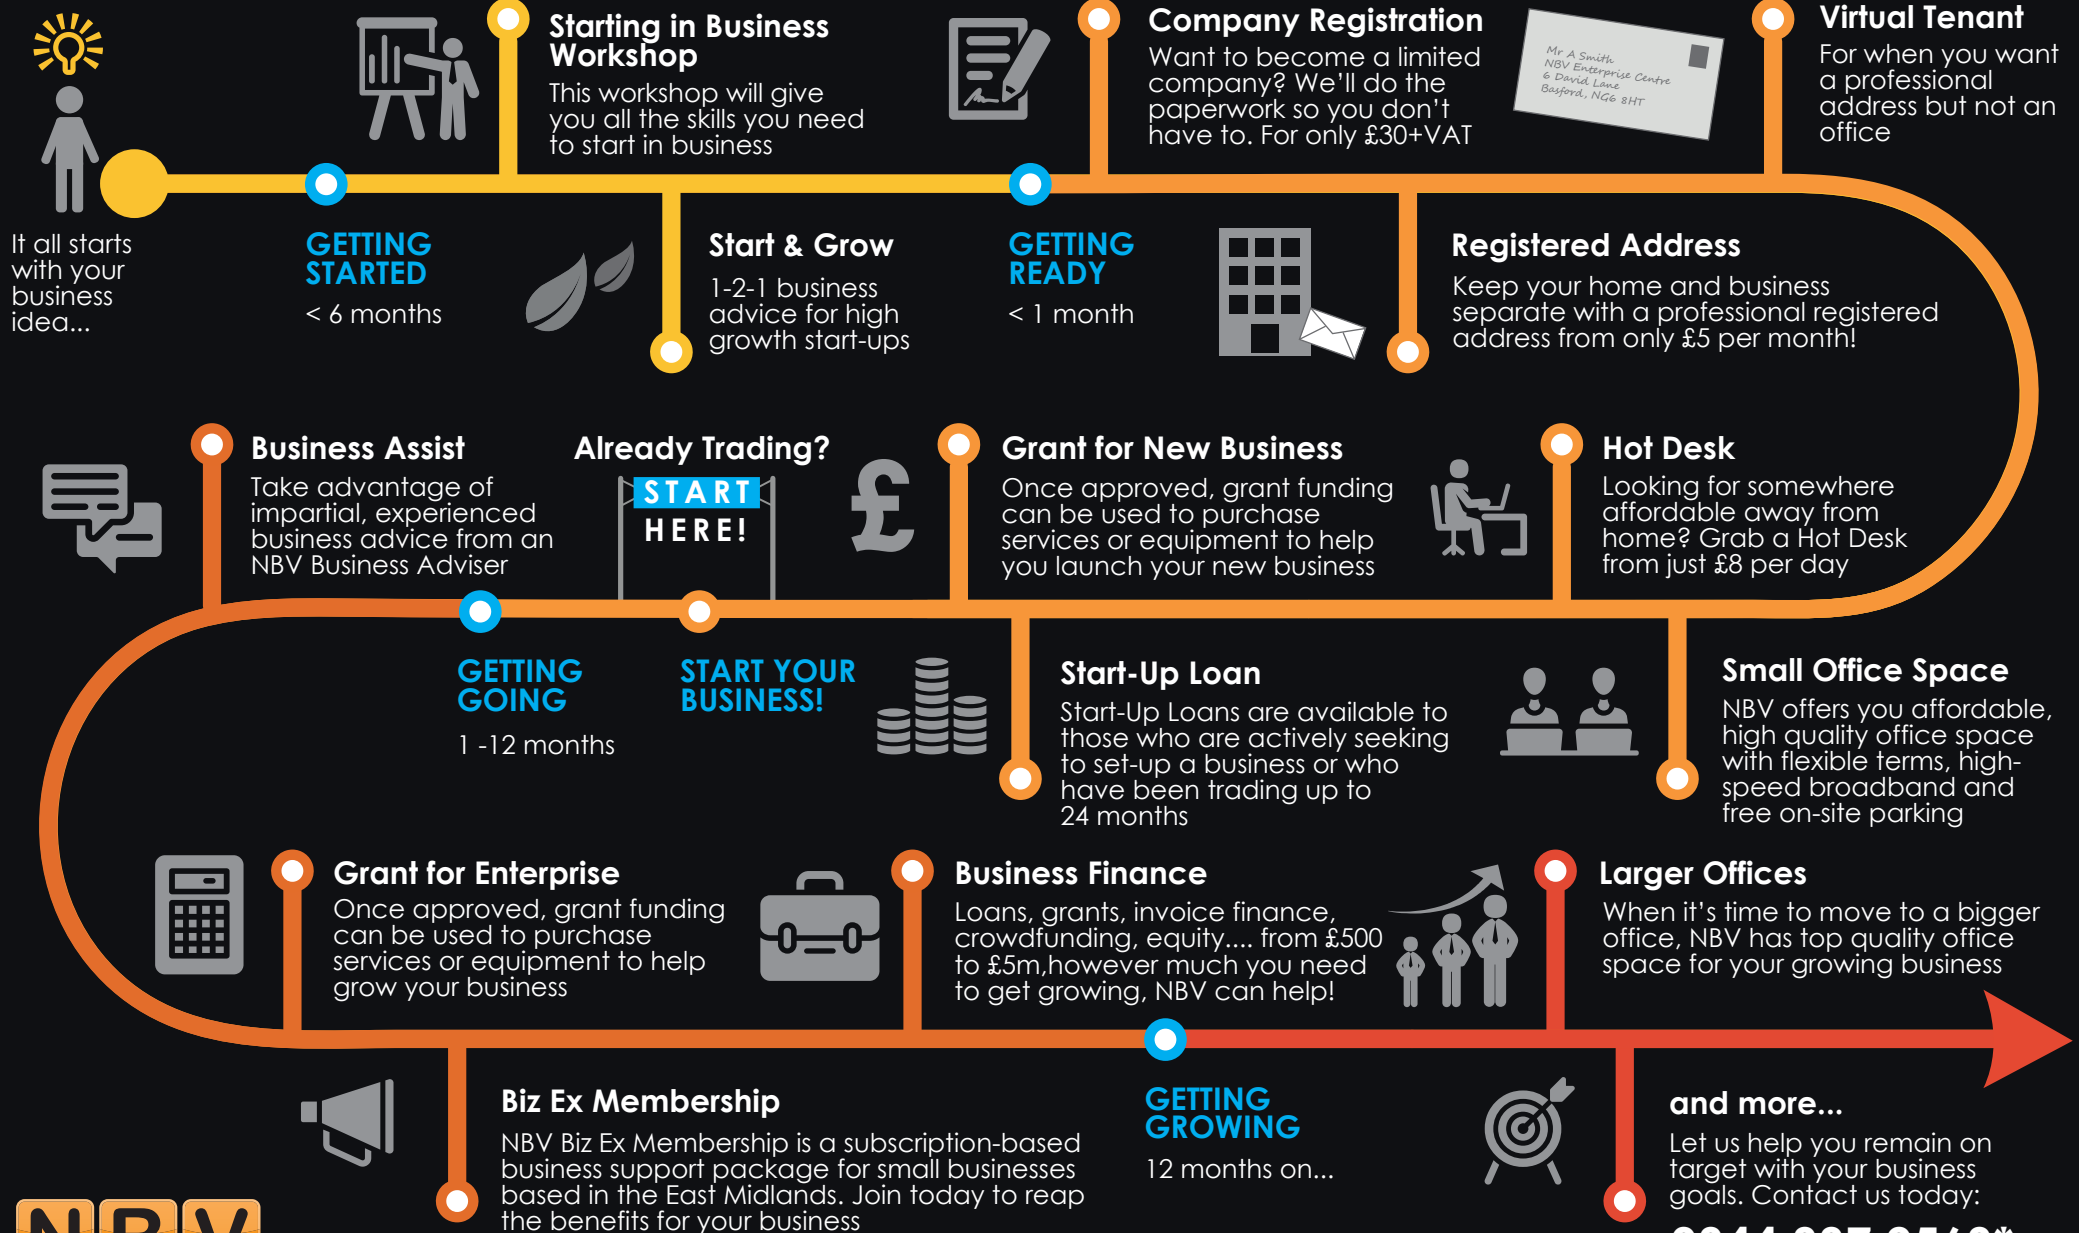 Starting in Business
Workshop
This workshop will give
you all the skills you need
to start in business
Company Registration
Want to become a limited
company? We'll do the
paperwork so you don't
have to. For only £30+VAT
Mr A Smith
NBV Enterprise Centre
6 David Lane
Basford, NG6 8HT
Virtual Tenant
For when you want
a professional
address but not an
office
It all starts
with your
business
idea...
GETTING
STARTED
< 6 months
Start & Grow
1-2-1 business
advice for high
growth start-ups
GETTING
READY
< 1 month
Registered Address
Keep your home and business
separate with a professional registered
address from only £5 per month!
Business Assist
Take advantage of
impartial, experienced
business advice from an
NBV Business Adviser
Already Trading?
START
HERE!
£
Grant for New Business
Once approved, grant funding
can be used to purchase
services or equipment to help
you launch your new business
Hot Desk
Looking for somewhere
affordable away from
home? Grab a Hot Desk
from just £8 per day
GETTING
GOING
1 -12 months
START YOUR
BUSINESS!
Start-Up Loan
Start-Up Loans are available to
those who are actively seeking
to set-up a business or who
have been trading up to
24 months
Small Office Space
NBV offers you affordable,
high quality office space
with flexible terms, high-
speed broadband and
free on-site parking
Grant for Enterprise
Once approved, grant funding
can be used to purchase
services or equipment to help
grow your business
Business Finance
Loans, grants, invoice finance,
crowdfunding, equity.... from £500
to £5m,however much you need
to get growing, NBV can help!
Larger Offices
When it's time to move to a bigger
office, NBV has top quality office
space for your growing business
Biz Ex Membership
NBV Biz Ex Membership is a subscription-based
business support package for small businesses
based in the East Midlands. Join today to reap
the benefits for your business
GETTING
GROWING
12 months on...
and more...
Let us help you remain on
target with your business
goals. Contact us today:
NBV